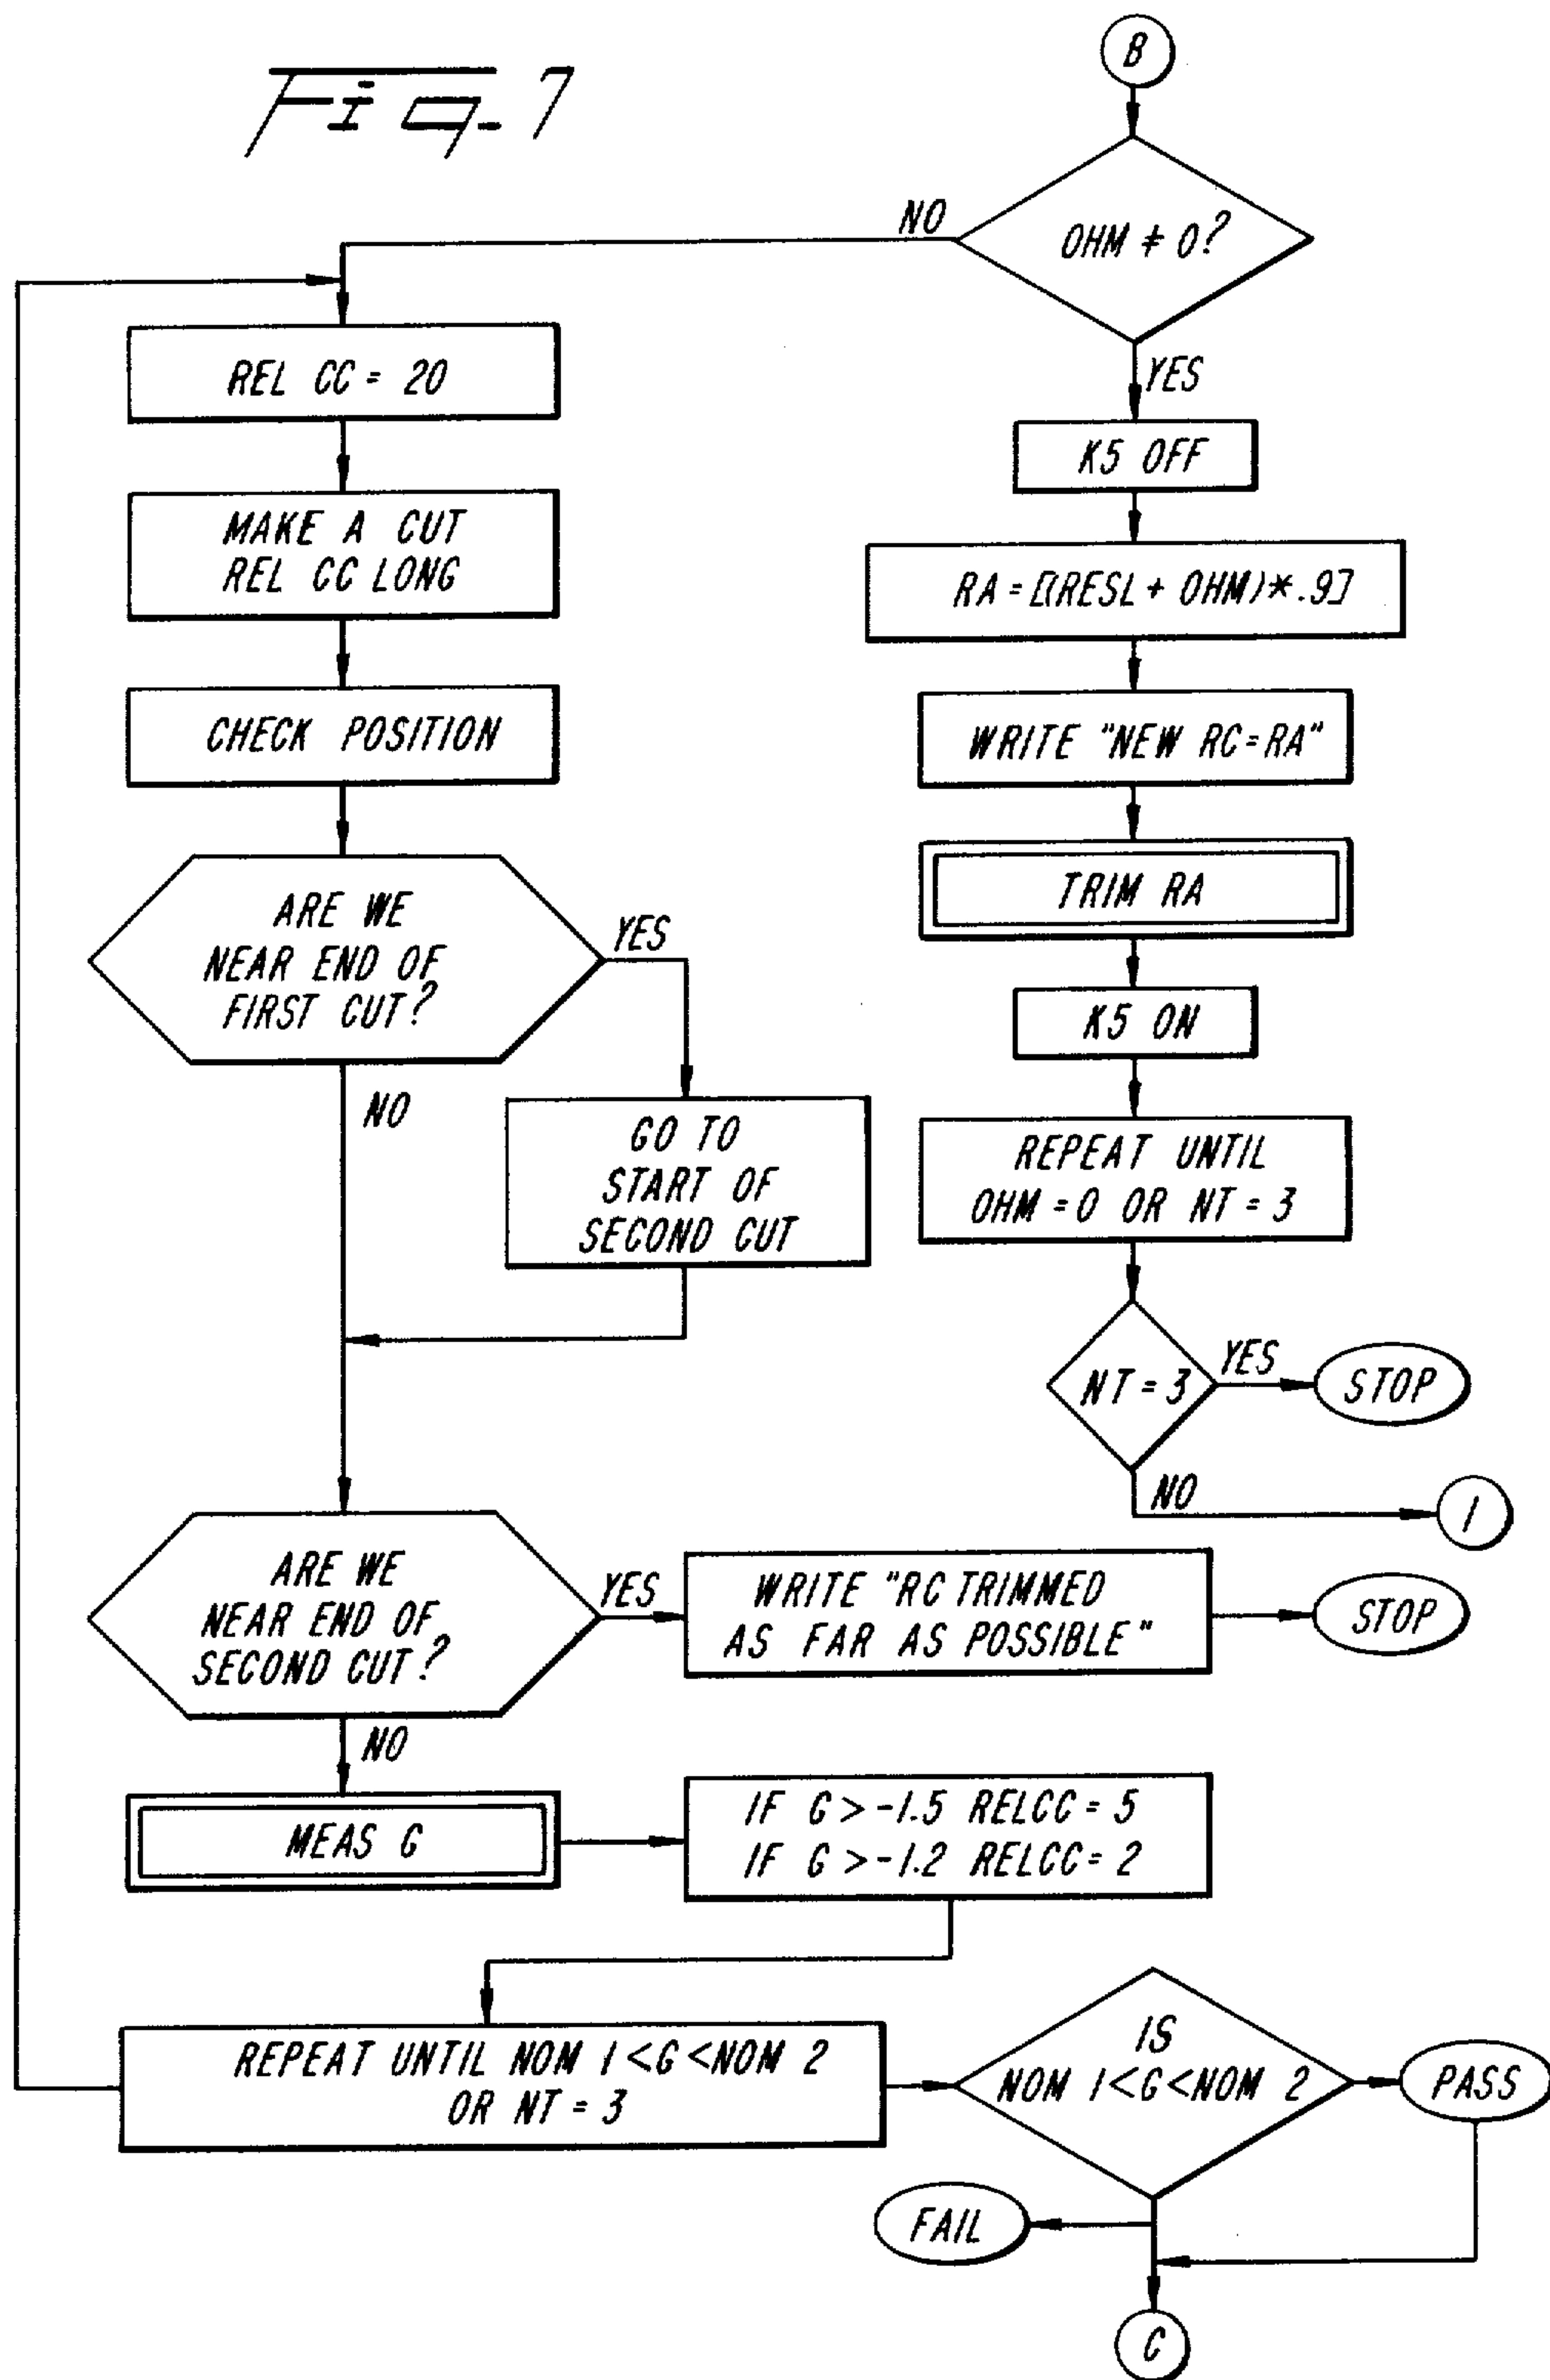 Fig. 7
B
OHM ≠ 0?
NO
YES
REL CC = 20
MAKE A CUT
REL CC LONG
CHECK POSITION
ARE WE
NEAR END OF
FIRST CUT?
YES
NO
GO TO
START OF
SECOND CUT
K5 OFF
RA = [(RESL + OHM)*.9]
WRITE "NEW RC=RA"
TRIM RA
K5 ON
REPEAT UNTIL
OHM = 0 OR NT = 3
NT = 3
YES
STOP
NO
1
ARE WE
NEAR END OF
SECOND CUT?
YES
WRITE "RC TRIMMED
AS FAR AS POSSIBLE"
STOP
NO
MEAS G
IF G > -1.5 RELCC = 5
IF G > -1.2 RELCC = 2
REPEAT UNTIL NOM 1<G<NOM 2
OR NT = 3
IS
NOM 1<G<NOM 2
PASS
FAIL
C